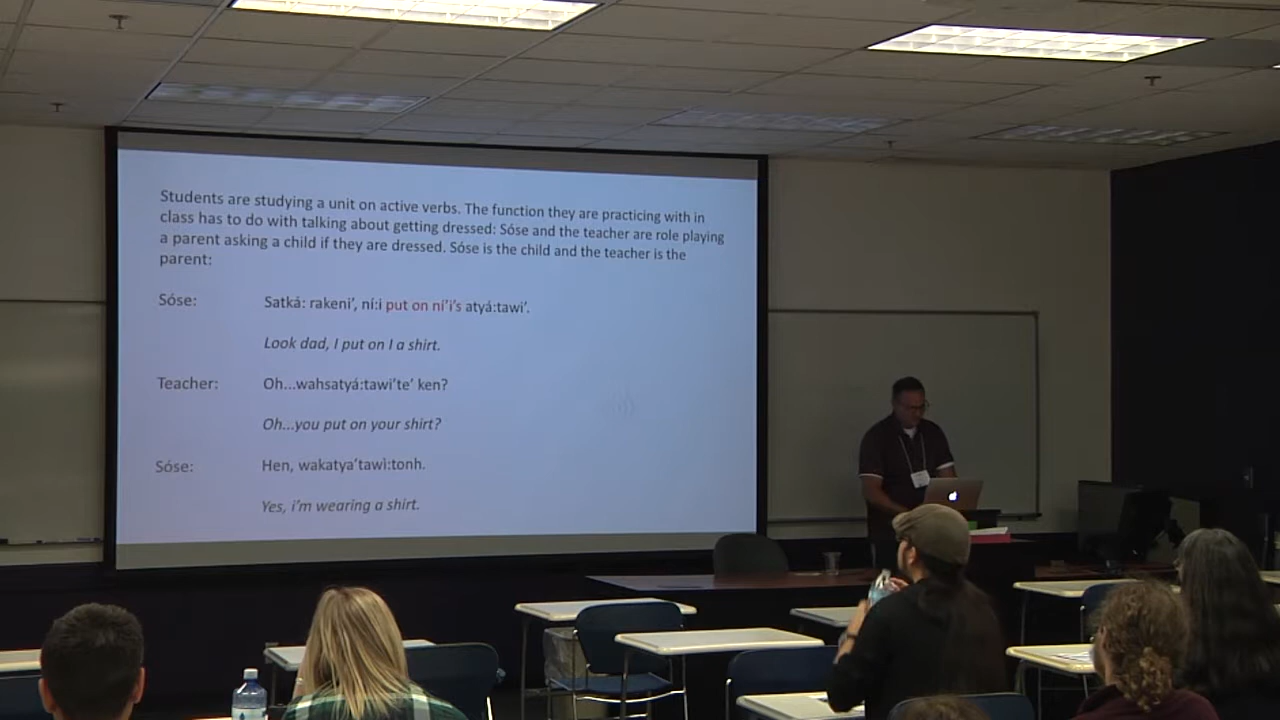 Students are studying a unit on active verbs. The function they are practicing with in
class has to do with talking about getting dressed: Sóse and the teacher are role playing
a parent asking a child if they are dressed. Sóse is the child and the teacher is the
parent:
Sóse: Satká: rakeni’, ní:i put on ní’i’s atyá:tawi’.
Look dad, I put on I a shirt.
Teacher: Oh...wahsatyá:tawi’te’ ken?
Oh...you put on your shirt?
Sóse: Hen, wakatya’tawì:tonh.
Yes, i’m wearing a shirt.